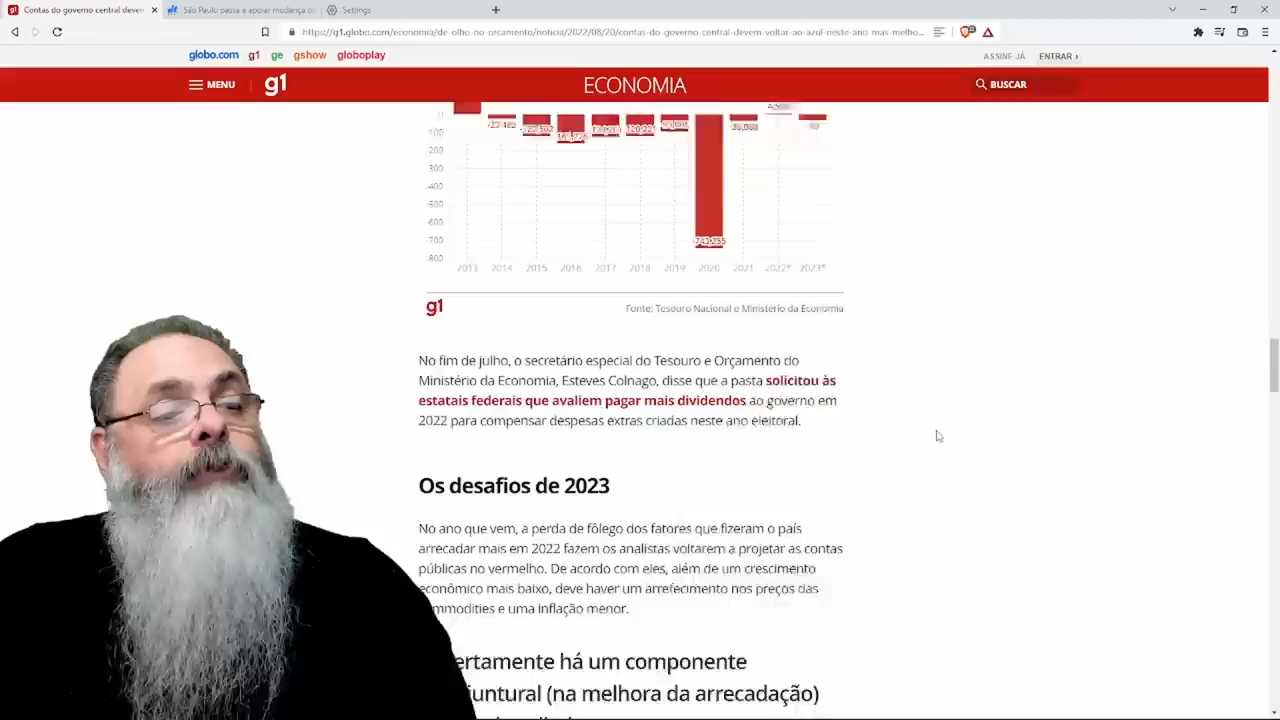 Contas do governo central devem
São Paulo passa a apoiar mudança
Settings
https://g1.globo.com/economia/de-olho-no-orcamento/noticia/2022/08/20/contas-do-governo-central-devem-voltar-ao-azul-neste-ano-mas-melho...
globo.com g1 ge gshow globoplay
ASSINE JÁ ENTRAR ›
MENU g1 ECONOMIA BUSCAR
0
-100
-200
-300
-400
-500
-600
-700
-800
-743,255
2013 2014 2015 2016 2017 2018 2019 2020 2021 2022* 2023*
g1 Fonte: Tesouro Nacional e Ministério da Economia
No fim de julho, o secretário especial do Tesouro e Orçamento do
Ministério da Economia, Esteves Colnago, disse que a pasta solicitou às
estatais federais que avaliem pagar mais dividendos ao governo em
2022 para compensar despesas extras criadas neste ano eleitoral.
Os desafios de 2023
No ano que vem, a perda de fôlego dos fatores que fizeram o país
arrecadar mais em 2022 fazem os analistas voltarem a projetar as contas
públicas no vermelho. De acordo com eles, além de um crescimento
econômico mais baixo, deve haver um arrefecimento nos preços das
mmodities e uma inflação menor.
ertamente há um componente
juntural (na melhora da arrecadação)